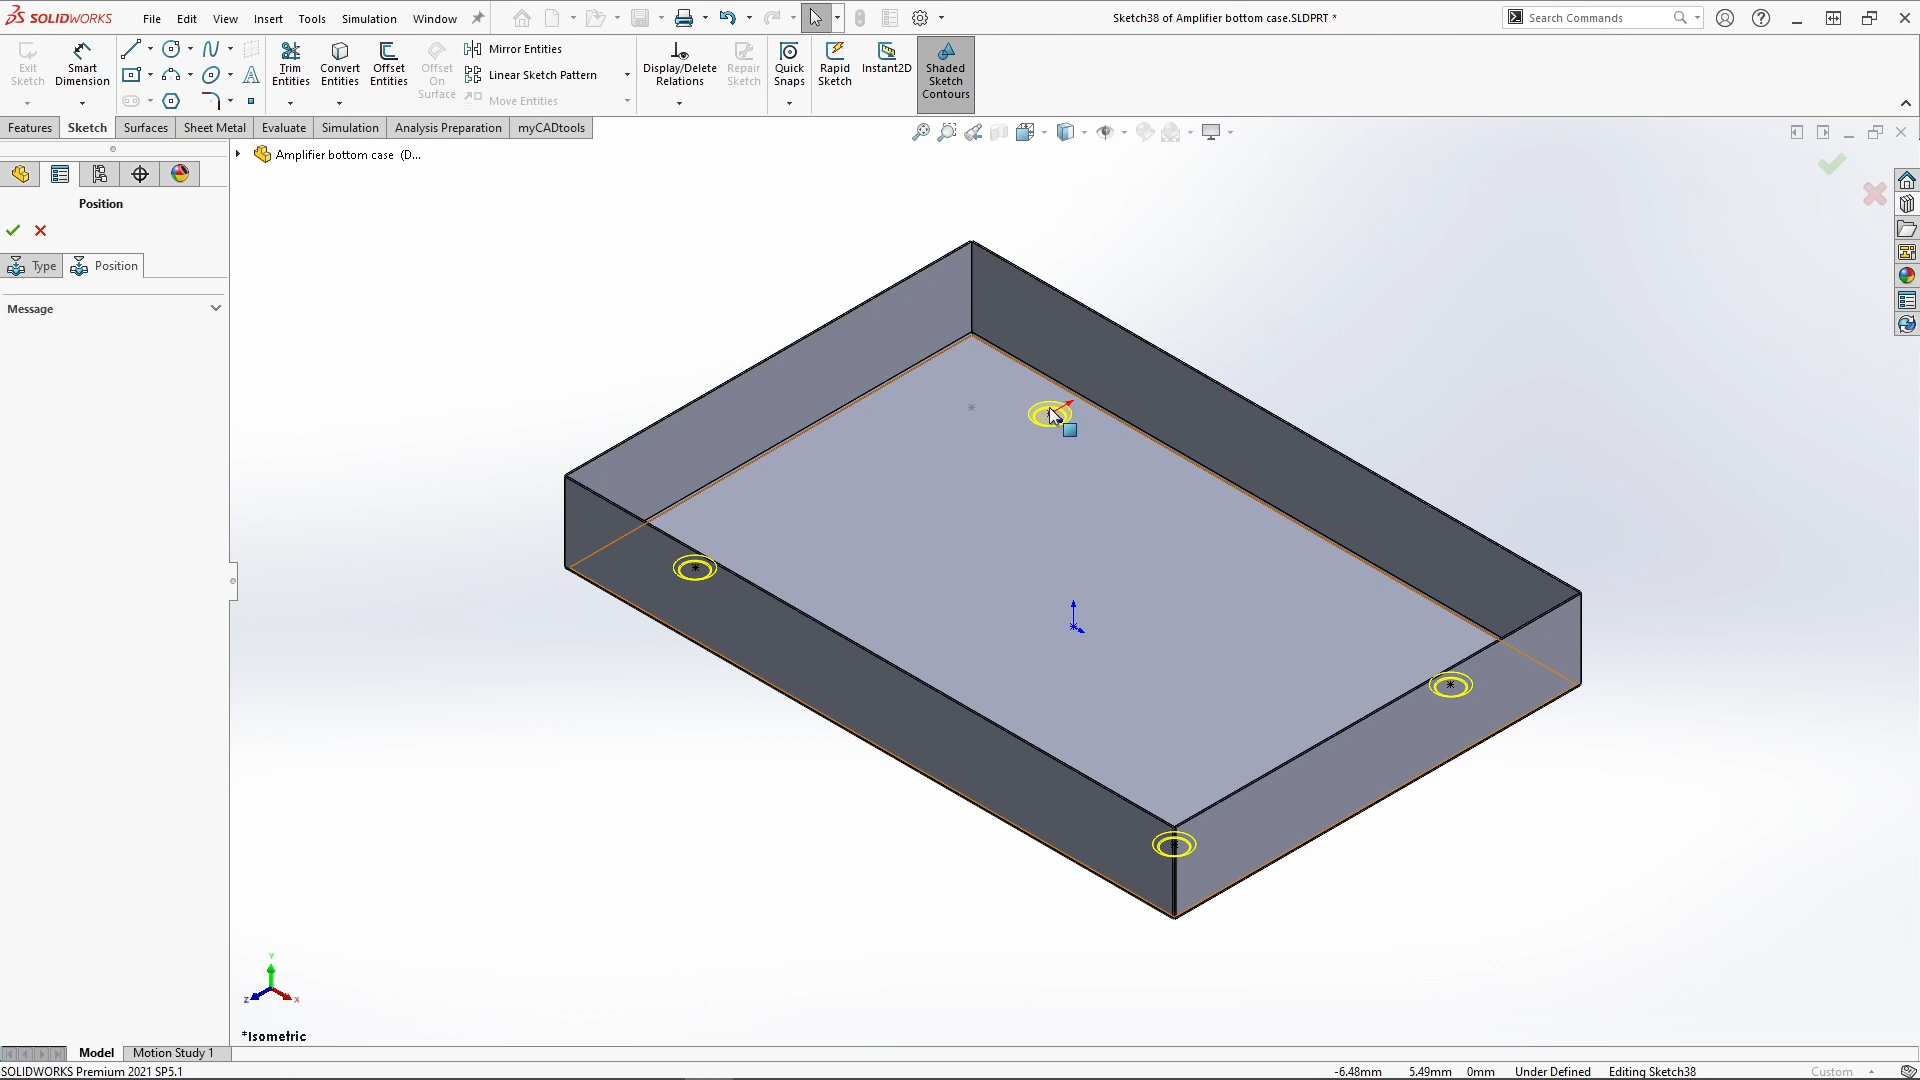 SOLIDWORKS File Edit View Insert Tools Simulation Window Sketch38 of Amplifier bottom case.SLDPRT * Search Commands
Exit Sketch
Smart Dimension
Trim Entities
Convert Entities
Offset Entities
Offset On Surface
Mirror Entities
Linear Sketch Pattern
Move Entities
Display/Delete Relations
Repair Sketch
Quick Snaps
Rapid Sketch
Instant2D
Shaded Sketch Contours
Features Sketch Surfaces Sheet Metal Evaluate Simulation Analysis Preparation myCADtools
Amplifier bottom case (D...
Position
Type Position
Message
Y
Z X
*Isometric
Model Motion Study 1
SOLIDWORKS Premium 2021 SP5.1 -6.48mm 5.49mm 0mm Under Defined Editing Sketch38 Custom